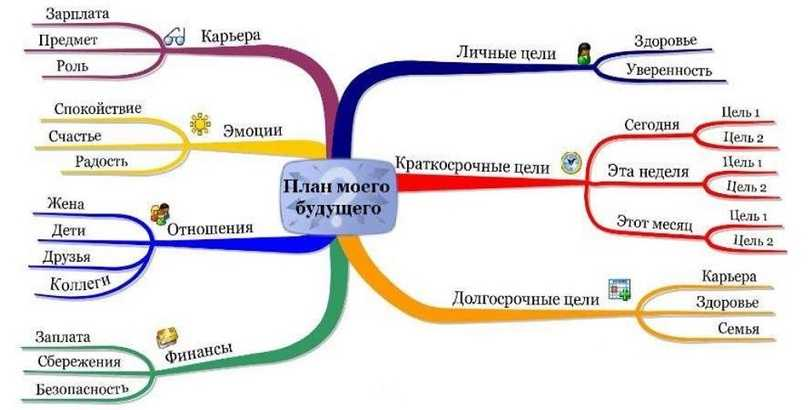 План моего
будущего
Карьера
Зарплата
Предмет
Роль
Эмоции
Спокойствие
Счастье
Радость
Отношения
Жена
Дети
Друзья
Коллеги
Финансы
Заплата
Сбережения
Безопасность
Личные цели
Здоровье
Уверенность
Краткосрочные цели
Сегодня
Цель 1
Цель 2
Эта неделя
Цель 1
Цель 2
Этот месяц
Цель 1
Цель 2
Долгосрочные цели
Карьера
Здоровье
Семья